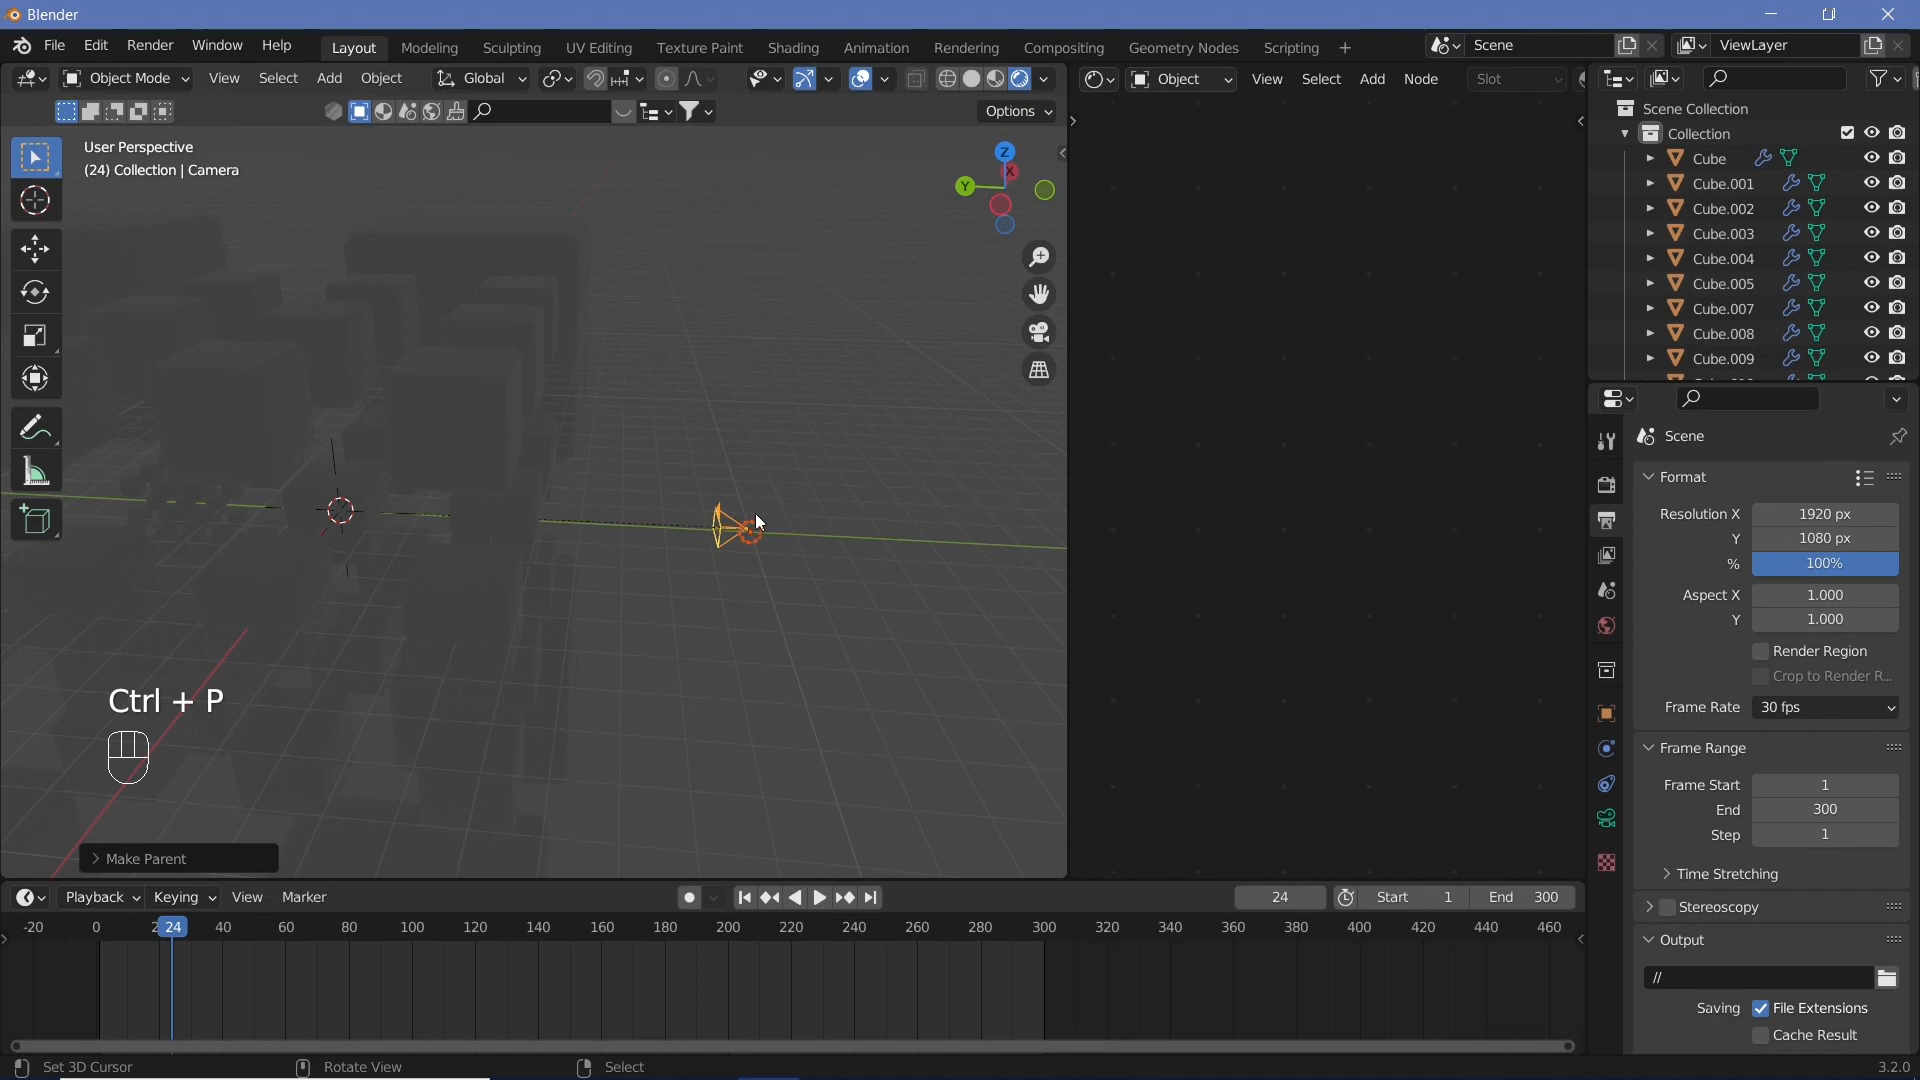 Blender
File Edit Render Window Help Layout Modeling Sculpting UV Editing Texture Paint Shading Animation Rendering Compositing Geometry Nodes Scripting + Scene ViewLayer
Object Mode View Select Add Object Global Object View Select Add Node Slot
Options
User Perspective
(24) Collection | Camera
Z
X
Y
Scene Collection
Collection
Cube
Cube.001
Cube.002
Cube.003
Cube.004
Cube.005
Cube.007
Cube.008
Cube.009
Scene
Format
Resolution X 1920 px
Y 1080 px
% 100%
Aspect X 1.000
Y 1.000
Render Region
Crop to Render R...
Frame Rate 30 fps
Frame Range
Frame Start 1
End 300
Step 1
Time Stretching
Stereoscopy
Output
//
Saving File Extensions
Cache Result
Ctrl + P
Make Parent
Playback Keying View Marker 24 Start 1 End 300
-20 0 24 40 60 80 100 120 140 160 180 200 220 240 260 280 300 320 340 360 380 400 420 440 460
Set 3D Cursor Rotate View Select 3.2.0